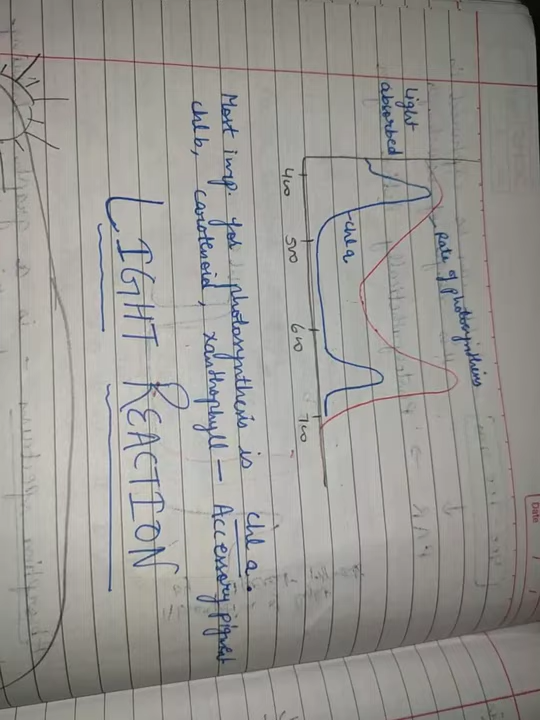 Light
absorbed
Rate of photosynthesis
chl a
400
500
600
700
Most imp. for photosynthesis is chl a.
chl b, carotenoid, xanthophyll - Accessory pigment
LIGHT REACTION
Date